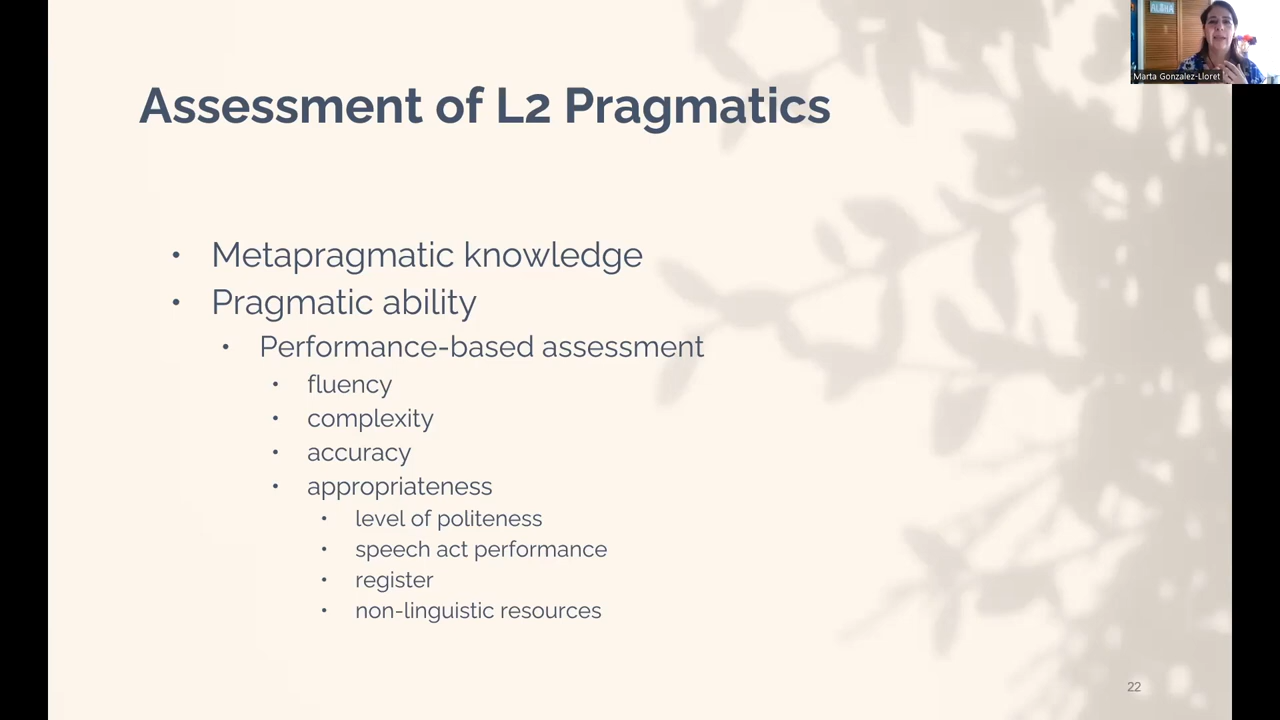 ALOHA
Marta Gonzalez-Lloret
Assessment of L2 Pragmatics
• Metapragmatic knowledge
• Pragmatic ability
• Performance-based assessment
• fluency
• complexity
• accuracy
• appropriateness
• level of politeness
• speech act performance
• register
• non-linguistic resources
22